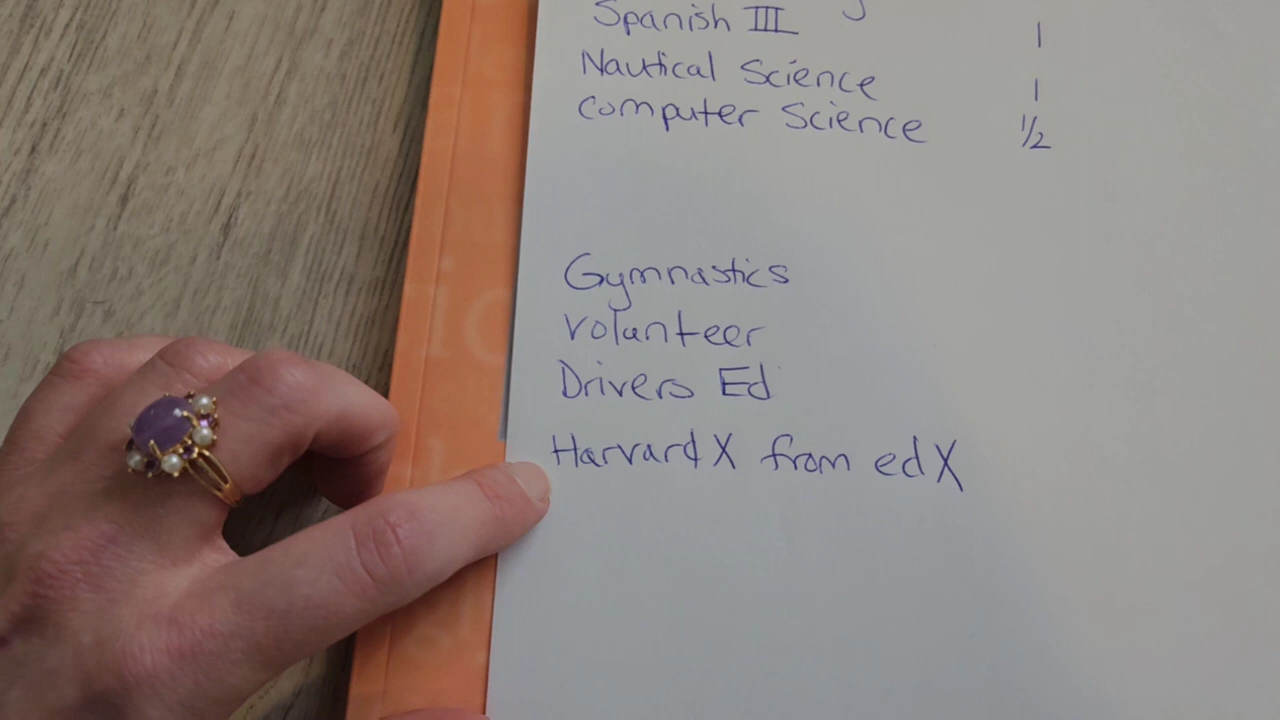 Spanish III 1
Nautical Science 1
Computer Science 1/2
Gymnastics
Volunteer
Drivers Ed
HarvardX from edX